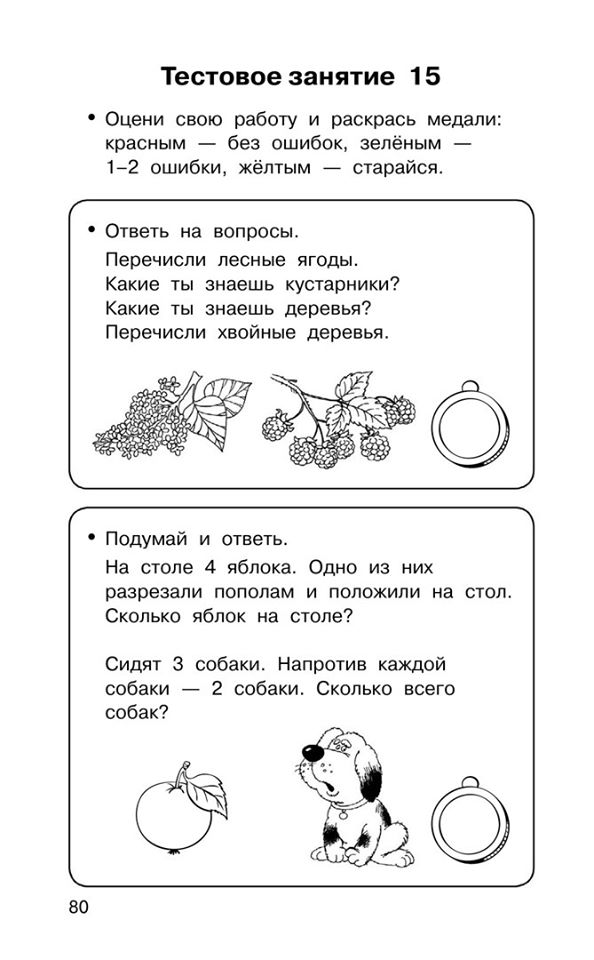 Тестовое занятие 15
• Оцени свою работу и раскрась медали:
красным — без ошибок, зелёным —
1–2 ошибки, жёлтым — старайся.
• Ответь на вопросы.
Перечисли лесные ягоды.
Какие ты знаешь кустарники?
Какие ты знаешь деревья?
Перечисли хвойные деревья.
• Подумай и ответь.
На столе 4 яблока. Одно из них
разрезали пополам и положили на стол.
Сколько яблок на столе?
Сидят 3 собаки. Напротив каждой
собаки — 2 собаки. Сколько всего
собак?
80